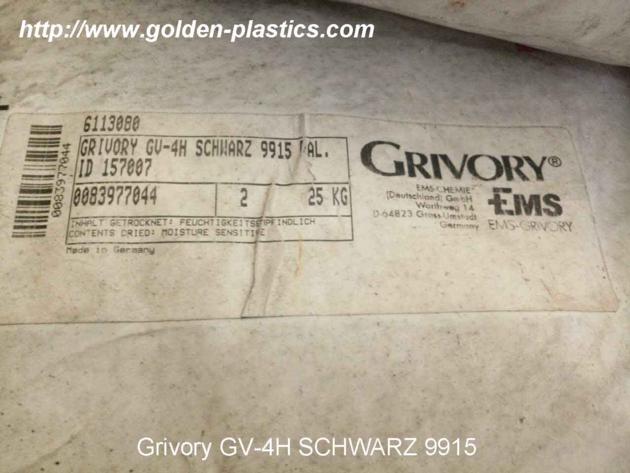 http://www.golden-plastics.com
6113080
GRIVORY GV-4H SCHWARZ 9915 AL.
ID 157007
0083977044 2 25 KG
INHALT GETROCKNET: FEUCHTIGKEITSEMPFINDLICH
CONTENTS DRIED: MOISTURE SENSITIVE
Made in Germany
0083977044
GRIVORY®
EMS-CHEMIE
(Deutschland) GmbH
Warthweg 14
D-64823 Gross-Umstadt
Germany
EMS
EMS-GRIVORY
Grivory GV-4H SCHWARZ 9915